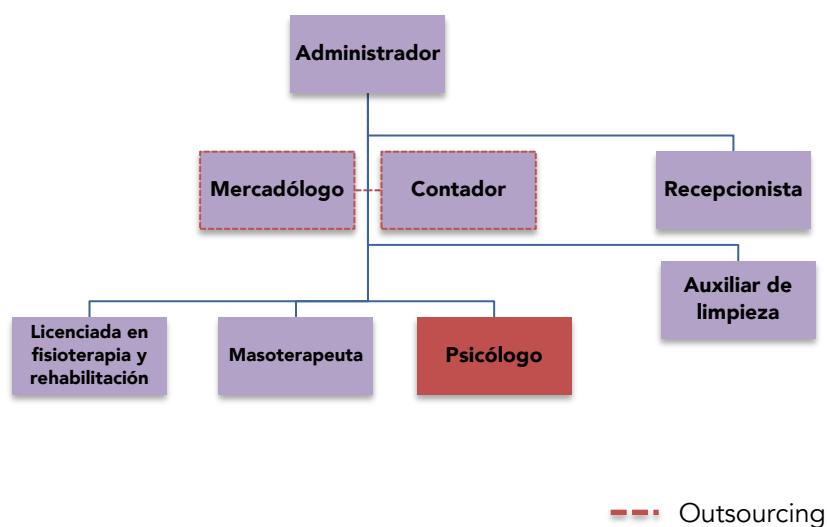 Administrador
Mercadólogo
Contador
Recepcionista
Auxiliar de
limpieza
Licenciada en
fisioterapia y
rehabilitación
Masoterapeuta
Psicólogo
Outsourcing